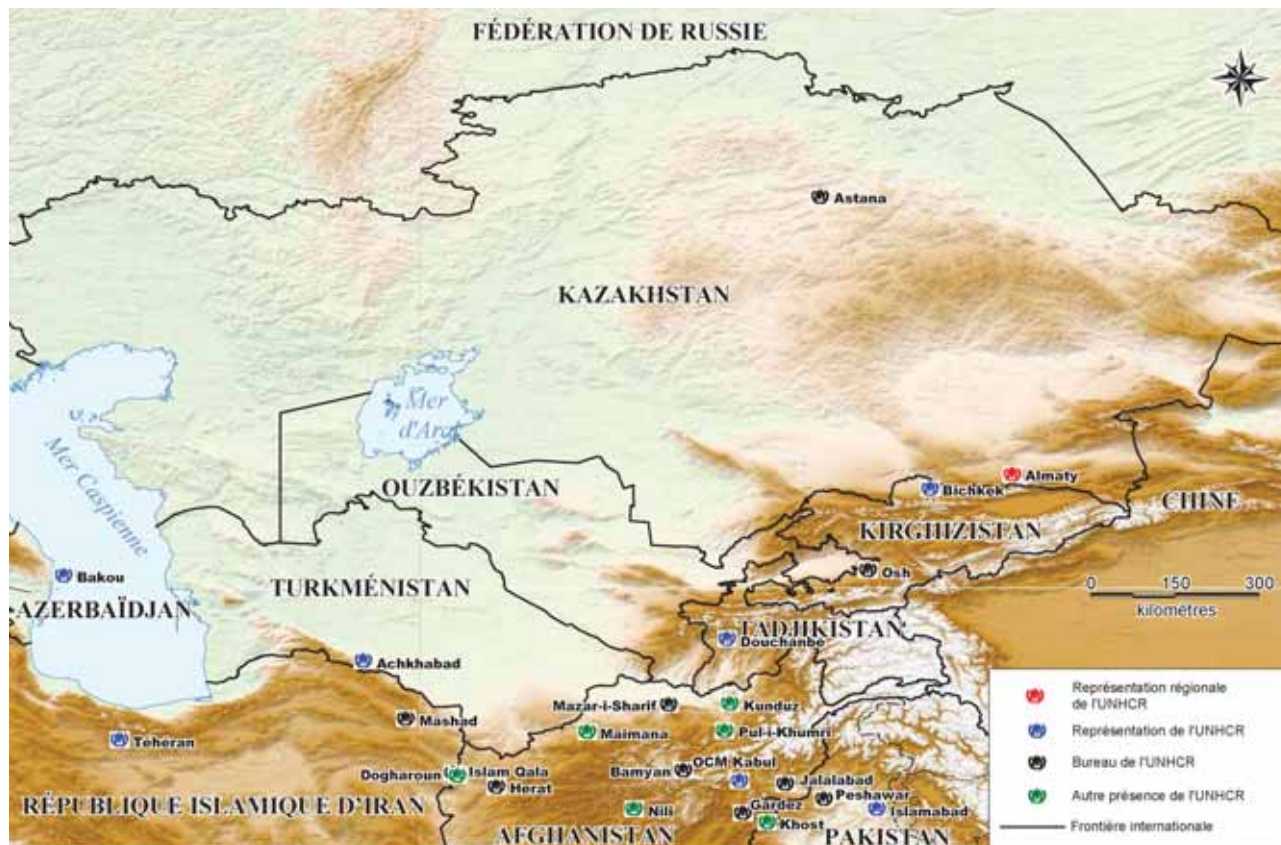 FÉDÉRATION DE RUSSIE
Astana
KAZAKHSTAN
Mer
d'Aral
Mer Caspienne
OUZBÉKISTAN
Almaty
Bichkek
CHINE
KIRGHIZISTAN
Osh
Bakou
AZERBAÏDJAN
TURKMÉNISTAN
0 150 300
kilomètres
TADJIKISTAN
Douchanbé
Achkhabad
Mashad
Mazar-i-Sharif
Kunduz
Teheran
Maimana
Pul-i-Khumri
Dogharoun
Islam Qala
Bamyan
OCM Kabul
Herat
Jalalabad
Peshawar
RÉPUBLIQUE ISLAMIQUE D'IRAN
Nili
Gardez
Khost
Islamabad
AFGHANISTAN
PAKISTAN
Représentation régionale
de l'UNHCR
Représentation de l'UNHCR
Bureau de l'UNHCR
Autre présence de l'UNHCR
Frontière internationale